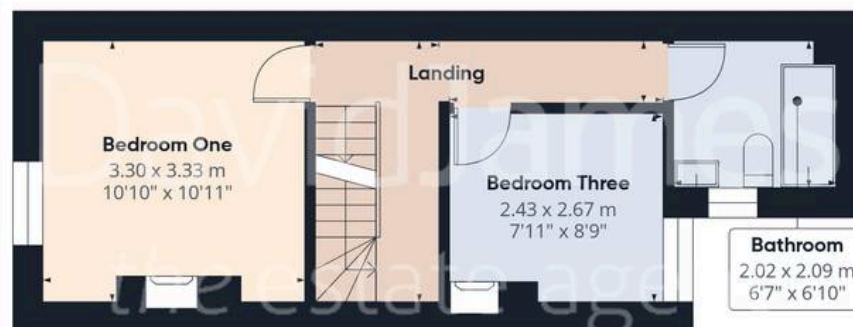 Landing
Bedroom One
3.30 x 3.33 m
10'10" x 10'11"
Bedroom Three
2.43 x 2.67 m
7'11" x 8'9"
Bathroom
2.02 x 2.09 m
6'7" x 6'10"
David James
the estate age